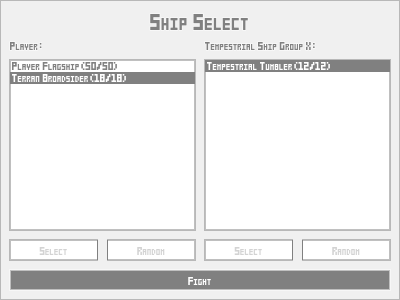 Ship Select
Player:
Tempestrial Ship Group X:
Player Flagship (50/50)
Terran Broadsider (18/18)
Tempestrial Tumbler (12/12)
Select
Random
Select
Random
Fight